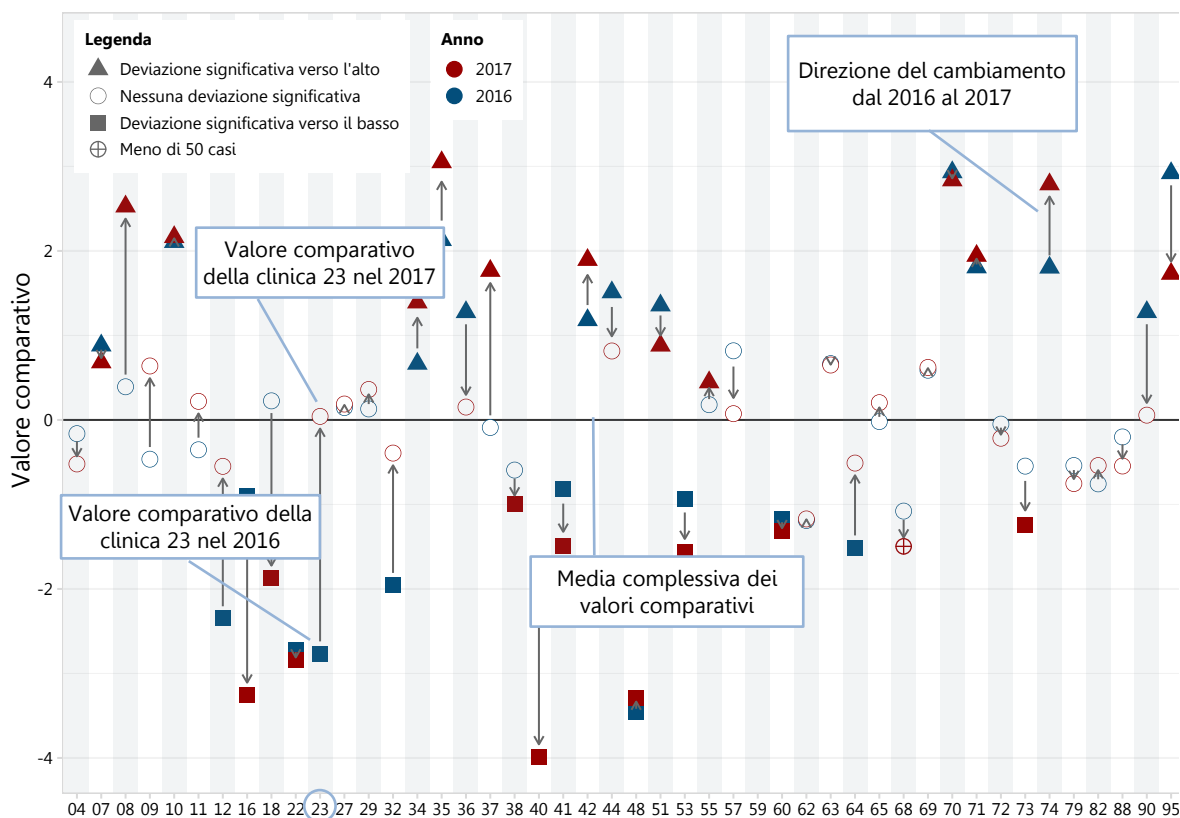 Legenda
Deviazione significativa verso l'alto
Nessuna deviazione significativa
Deviazione significativa verso il basso
Meno di 50 casi
Anno
2017
2016
Direzione del cambiamento
dal 2016 al 2017
Valore comparativo
della clinica 23 nel 2017
Valore comparativo della
clinica 23 nel 2016
Media complessiva dei
valori comparativi
Valore comparativo
4
2
0
-2
-4
04 07 08 09 10 11 12 16 18 22 23 27 29 32 34 35 36 37 38 40 41 42 44 48 51 53 55 57 59 60 62 63 64 65 68 69 70 71 72 73 74 79 82 88 90 95